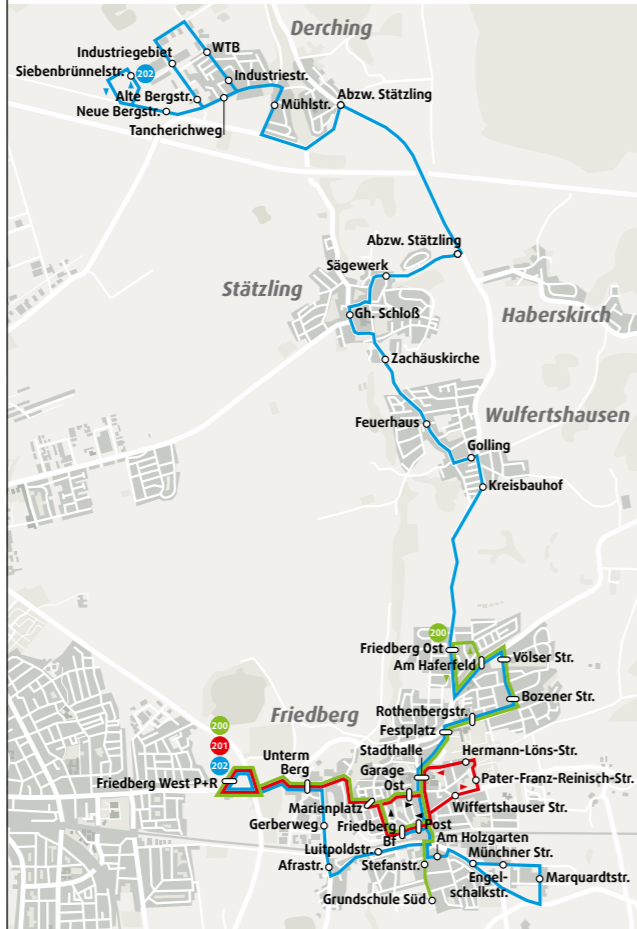 Derching
Industriegebiet
WTB
Siebenbrünnelstr.
202
Industriestr.
Alte Bergstr.
Mühlstr.
Abzw. Stätzling
Neue Bergstr.
Tancherichweg
Abzw. Stätzling
Sägewerk
Stätzling
Haberskirch
Gh. Schloß
Zachäuskirche
Wulfertshausen
Feuerhaus
Golling
Kreisbauhof
200
Friedberg Ost
Völser Str.
Am Haferfeld
Bozener Str.
Friedberg
Rothenbergstr.
Festplatz
200
201
202
Stadthalle
Hermann-Löns-Str.
Unterm
Berg
Garage
Ost
Pater-Franz-Reinisch-Str.
Friedberg West P+R
Marienplatz
Wiffertshauser Str.
Gerberweg
Friedberg
Bf
Post
Am Holzgarten
Luitpoldstr.
Münchner Str.
Afrastr.
Stefanstr.
Engel-
schalkstr.
Marquardtstr.
Grundschule Süd